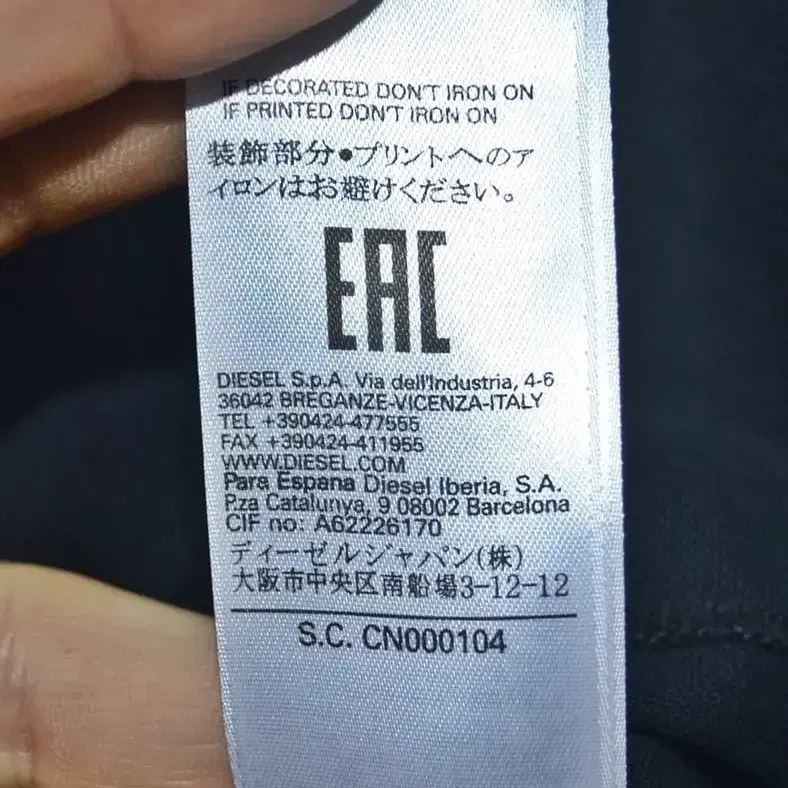 IF DECORATED DON'T IRON ON
IF PRINTED DON'T IRON ON
装飾部分●プリントへのア
イロンはお避けください。
EAC
DIESEL S.p.A. Via dell'Industria, 4-6
36042 BREGANZE-VICENZA-ITALY
TEL +390424-477555
FAX +390424-411955
WWW.DIESEL.COM
Para Espana Diesel Iberia, S.A.
P.za Catalunya, 9 08002 Barcelona
CIF no: A62226170
ディーゼルジャパン(株)
大阪市中央区南船場3-12-12
S.C. CN000104